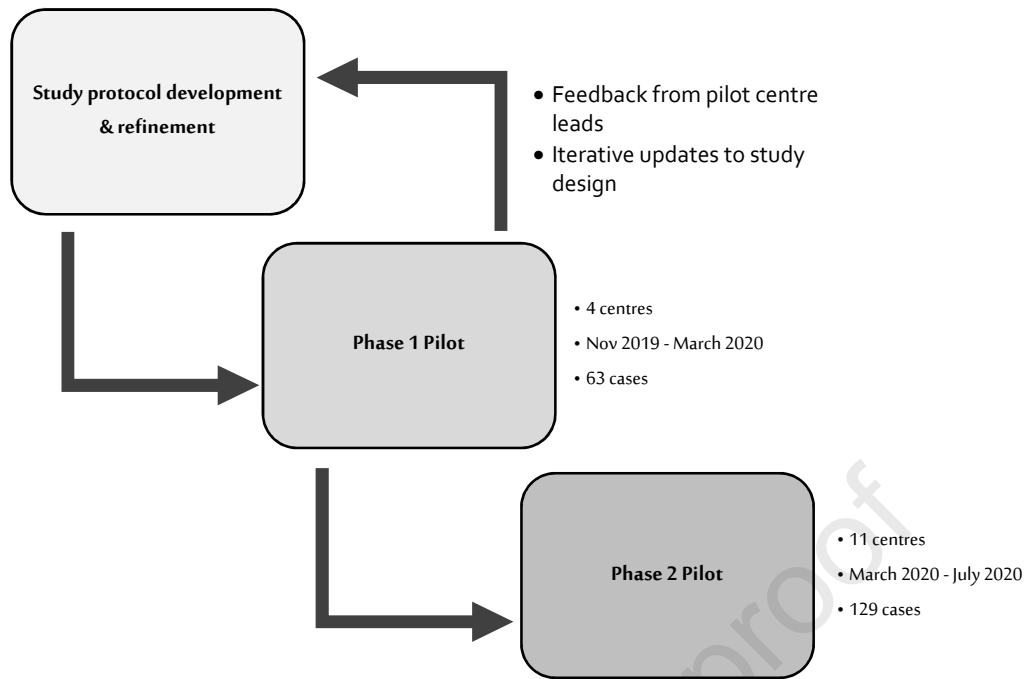 Study protocol development
& refinement
• Feedback from pilot centre
leads
• Iterative updates to study
design
Phase 1 Pilot
• 4 centres
• Nov 2019 - March 2020
• 63 cases
Phase 2 Pilot
• 11 centres
• March 2020 - July 2020
• 129 cases
proof